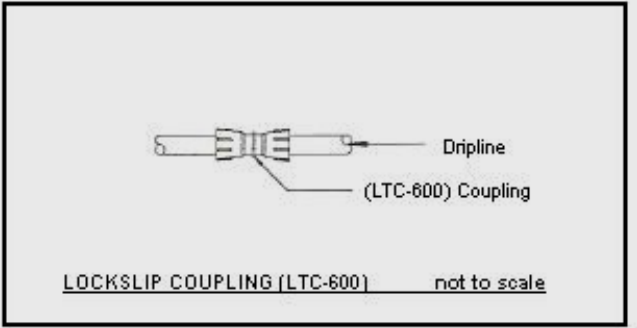 Dripline
(LTC-600) Coupling
LOCKSLIP COUPLING (LTC-600) not to scale